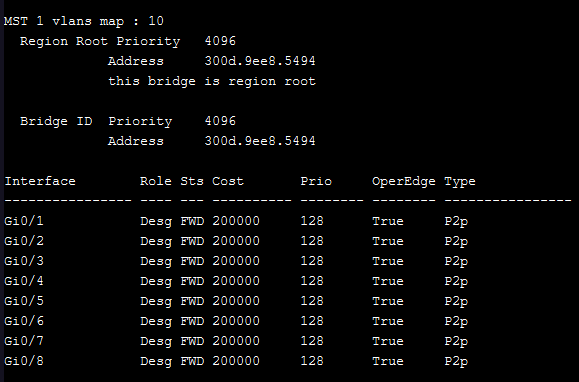 MST 1 vlans map : 10
  Region Root Priority   4096
             Address     300d.9ee8.5494
             this bridge is region root

  Bridge ID  Priority    4096
             Address     300d.9ee8.5494

Interface        Role Sts Cost       Prio     OperEdge Type
---------------- ---- --- ---------- -------- -------- ----------------
Gi0/1            Desg FWD 200000     128      True     P2p
Gi0/2            Desg FWD 200000     128      True     P2p
Gi0/3            Desg FWD 200000     128      True     P2p
Gi0/4            Desg FWD 200000     128      True     P2p
Gi0/5            Desg FWD 200000     128      True     P2p
Gi0/6            Desg FWD 200000     128      True     P2p
Gi0/7            Desg FWD 200000     128      True     P2p
Gi0/8            Desg FWD 200000     128      True     P2p